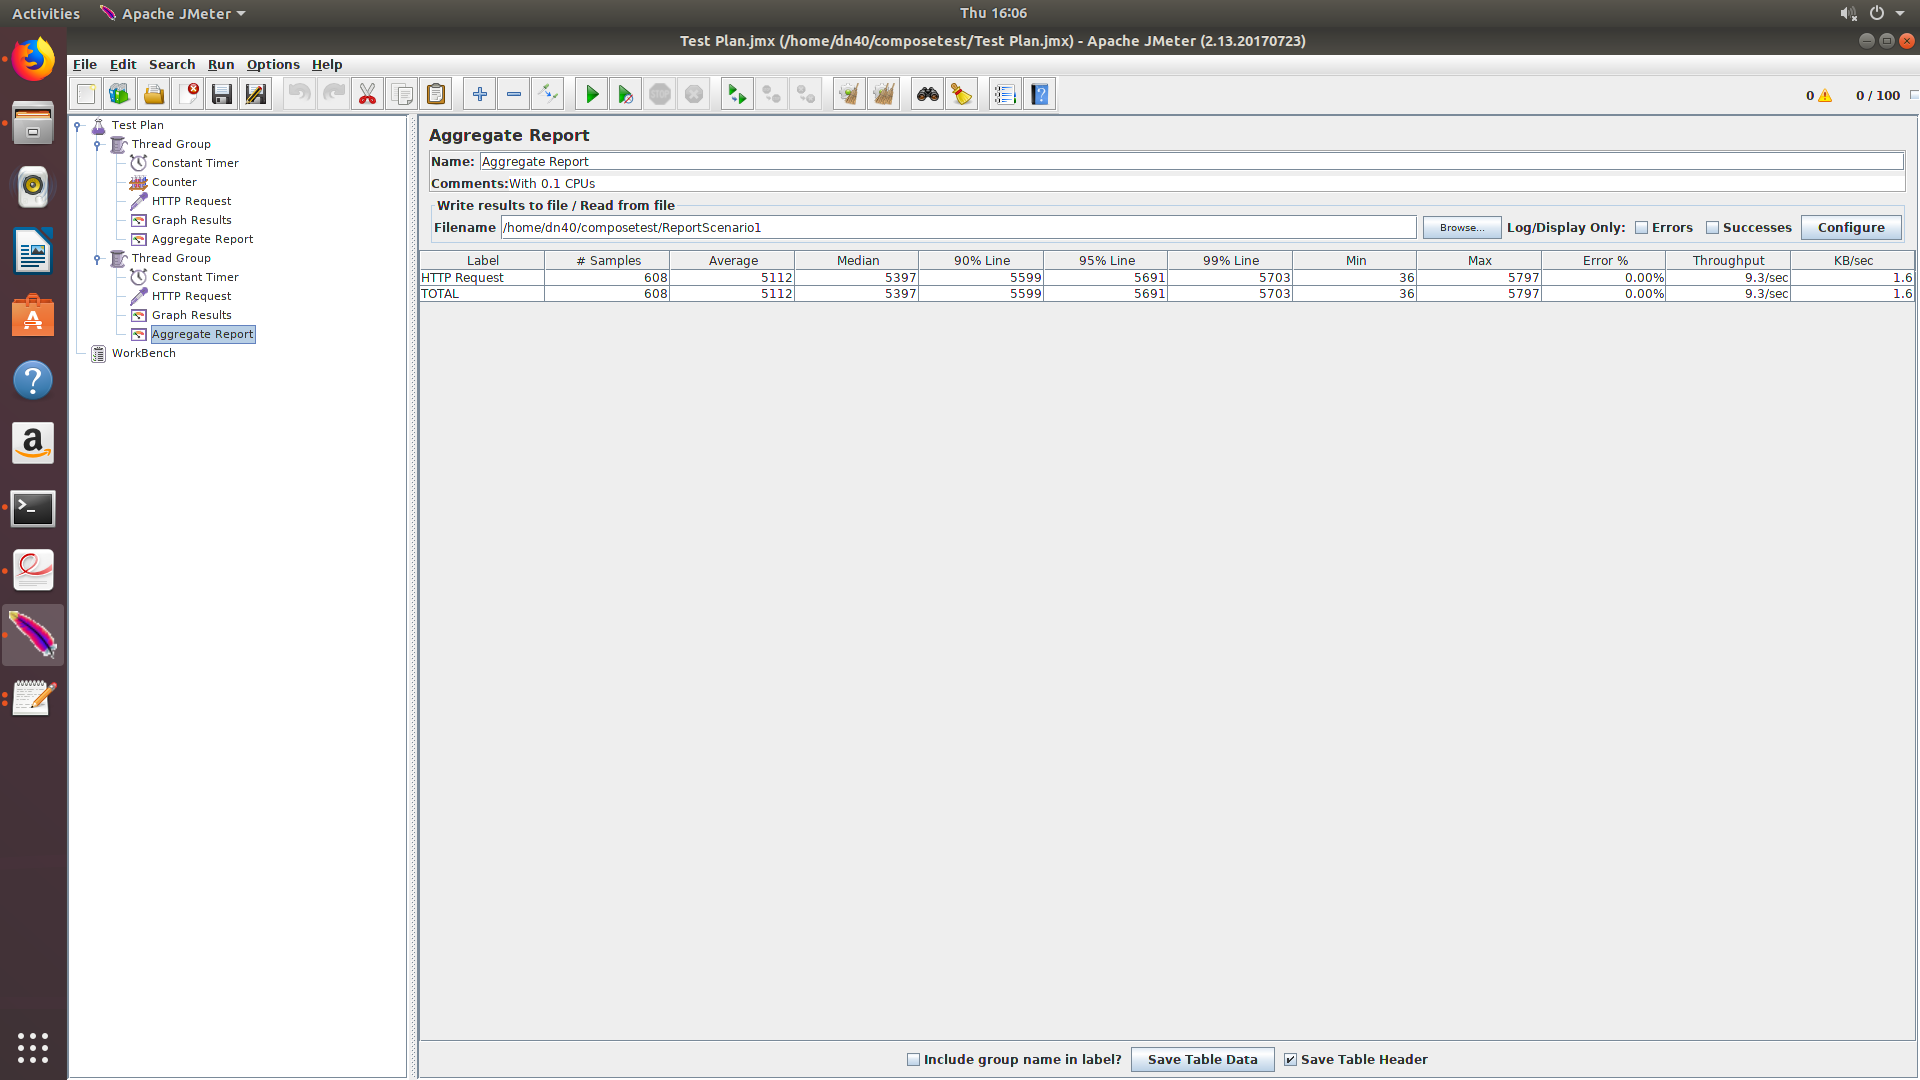 Activities Apache JMeter Thu 16:06
Test Plan.jmx (/home/dn40/composetest/Test Plan.jmx) - Apache JMeter (2.13.20170723)
File Edit Search Run Options Help
STOP
0 0 / 100
Test Plan
Thread Group
Constant Timer
Counter
HTTP Request
Graph Results
Aggregate Report
Thread Group
Constant Timer
HTTP Request
Graph Results
Aggregate Report
WorkBench
Aggregate Report
Name: Aggregate Report
Comments: With 0.1 CPUs
Write results to file / Read from file
Filename /home/dn40/composetest/ReportScenario1 Browse... Log/Display Only: Errors Successes Configure
Label # Samples Average Median 90% Line 95% Line 99% Line Min Max Error % Throughput KB/sec
HTTP Request 608 5112 5397 5599 5691 5703 36 5797 0.00% 9.3/sec 1.6
TOTAL 608 5112 5397 5599 5691 5703 36 5797 0.00% 9.3/sec 1.6
Include group name in label? Save Table Data Save Table Header